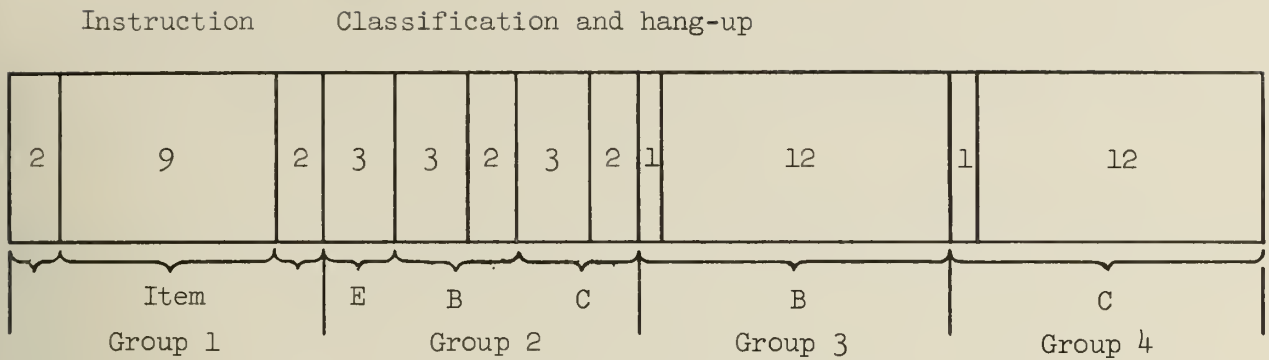 Instruction Classification and hang-up
2 9 2 3 3 2 3 2 1 12 1 12
Item E B C B C
Group 1 Group 2 Group 3 Group 4